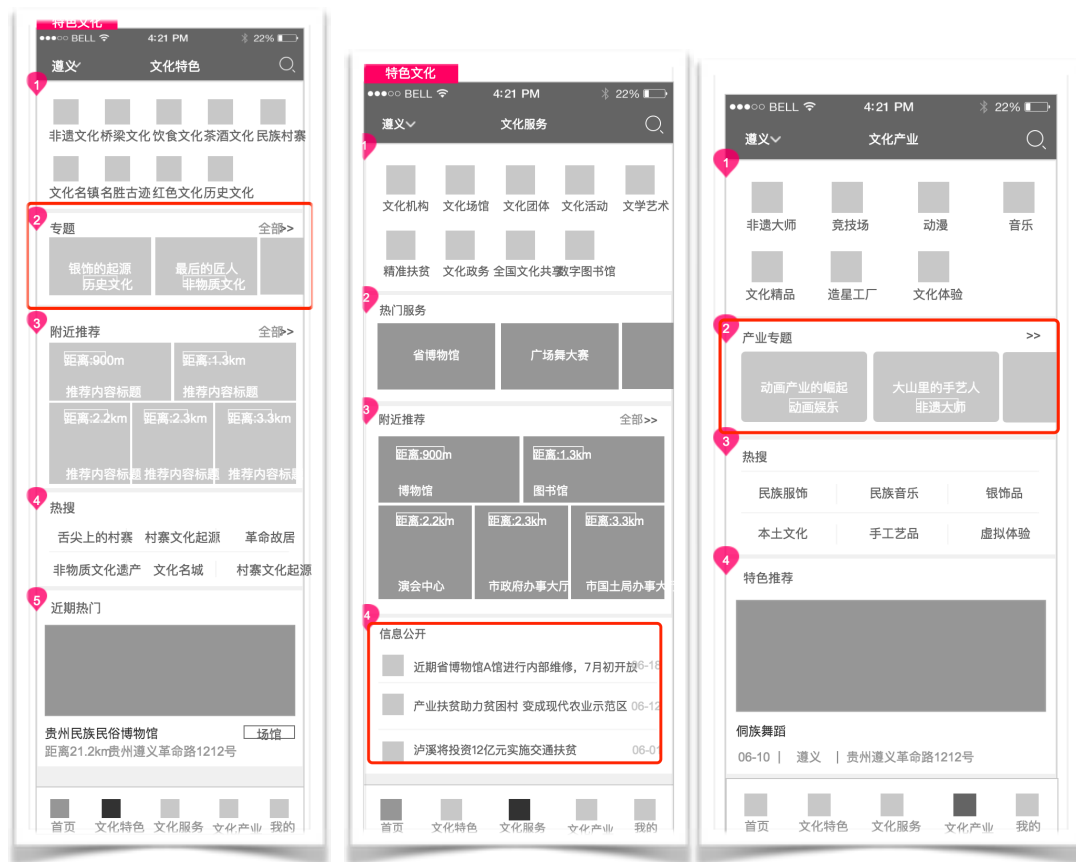 特色文化
●●●○○ BELL 4:21 PM 22%
遵义 文化特色
1
非遗文化 桥梁文化 饮食文化 茶酒文化 民族村寨
文化名镇 名胜古迹 红色文化 历史文化
2
专题 全部>>
银饰的起源 最后的匠人
历史文化 非物质文化
3
附近推荐 全部>>
距离:900m 距离:1.3km
推荐内容标题 推荐内容标题
距离:2.2km 距离:2.3km 距离:3.3km
推荐内容标题 推荐内容标题 推荐内容标
4
热搜
舌尖上的村寨 村寨文化起源 革命故居
非物质文化遗产 文化名城 村寨文化起源
5
近期热门
贵州民族民俗博物馆 场馆
距离21.2km贵州遵义革命路1212号
首页 文化特色 文化服务 文化产业 我的
特色文化
●●●○○ BELL 4:21 PM 22%
遵义 文化服务
1
文化机构 文化场馆 文化团体 文化活动 文学艺术
精准扶贫 文化政务 全国文化共享 数字图书馆
2
热门服务
省博物馆 广场舞大赛
3
附近推荐 全部>>
距离:900m 距离:1.3km
博物馆 图书馆
距离:2.2km 距离:2.3km 距离:3.3km
演会中心 市政府办事大厅 市国土局办事大
4
信息公开
近期省博物馆A馆进行内部维修，7月初开放 06-18
产业扶贫助力贫困村 变成现代农业示范区 06-12
泸溪将投资12亿元实施交通扶贫 06-01
首页 文化特色 文化服务 文化产业 我的
●●●○○ BELL 4:21 PM 22%
遵义 文化产业
1
非遗大师 竞技场 动漫 音乐
文化精品 造星工厂 文化体验
2
产业专题 >>
动画产业的崛起 大山里的手艺人
动画娱乐 非遗大师
3
热搜
民族服饰 民族音乐 银饰品
本土文化 手工艺品 虚拟体验
4
特色推荐
侗族舞蹈
06-10 | 遵义 | 贵州遵义革命路1212号
首页 文化特色 文化服务 文化产业 我的